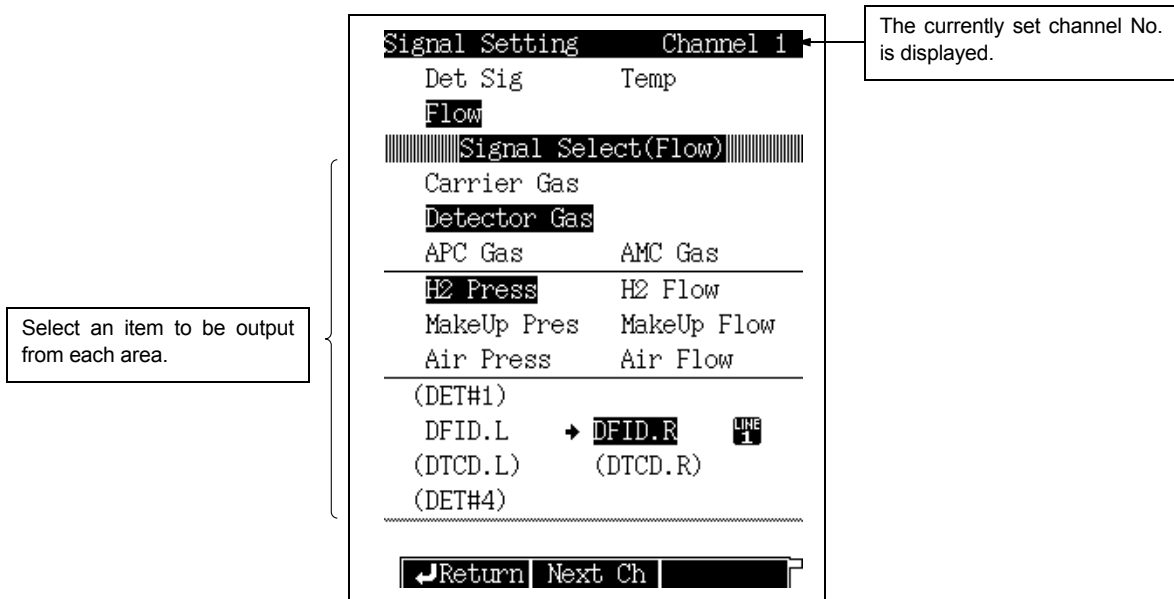 Signal Setting Channel 1
The currently set channel No.
is displayed.
Det Sig Temp
Flow
Signal Select(Flow)
Carrier Gas
Detector Gas
APC Gas AMC Gas
H2 Press H2 Flow
MakeUp Pres MakeUp Flow
Air Press Air Flow
Select an item to be output
from each area.
(DET#1)
DFID.L → DFID.R LINE 1
(DTCD.L) (DTCD.R)
(DET#4)
↵Return Next Ch